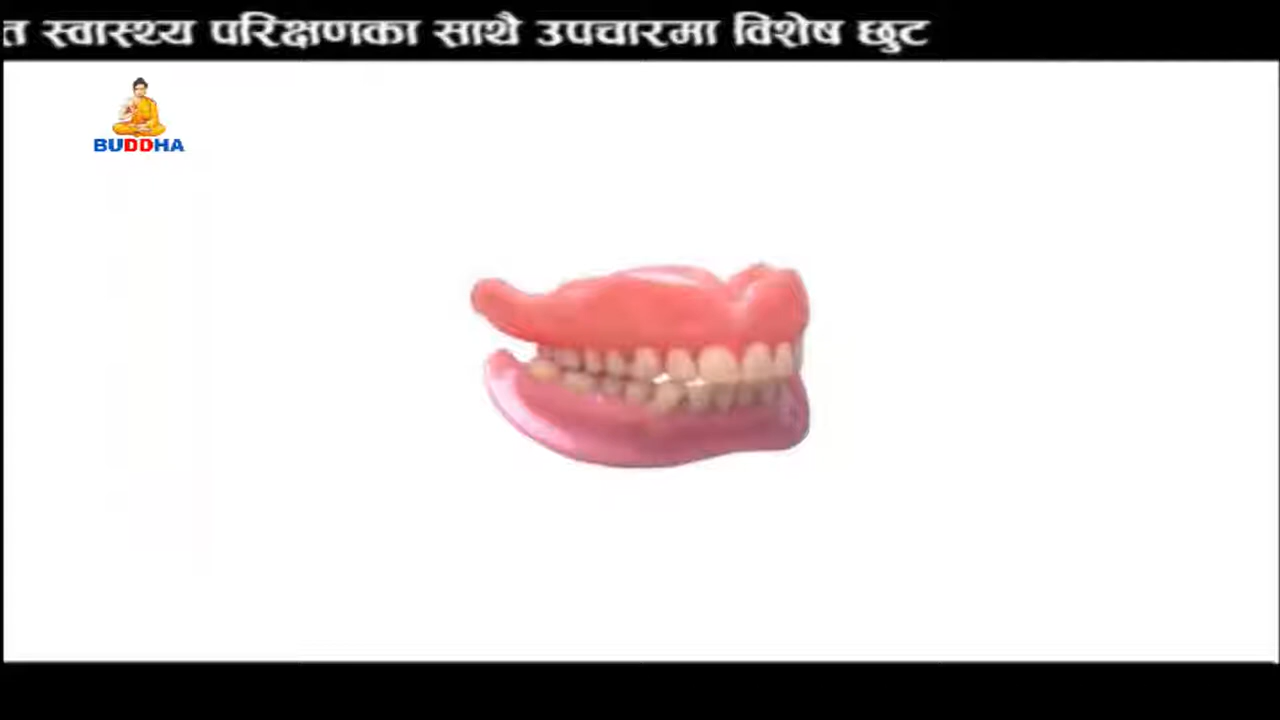 त स्वास्थ्य परिक्षणका साथै उपचारमा विशेष छुट
BUDDHA